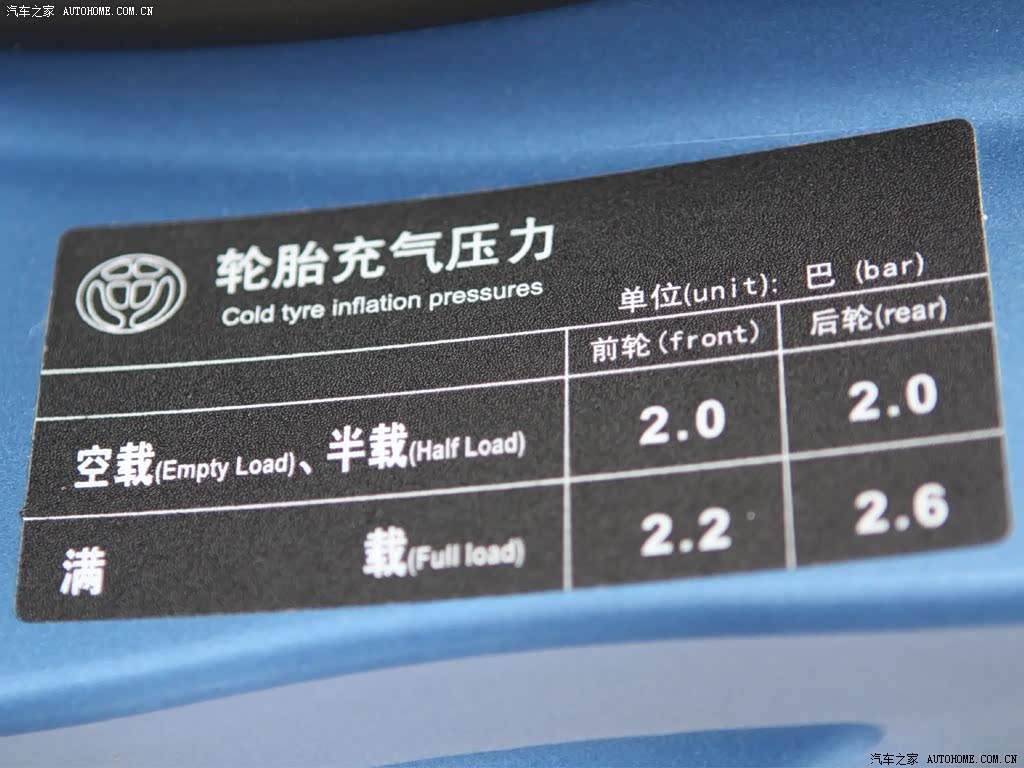 汽车之家 AUTOHOME.COM.CN
轮胎充气压力
Cold tyre inflation pressures
单位(unit): 巴 (bar)
前轮(front) 后轮(rear)
空载(Empty Load)、半载(Half Load) 2.0 2.0
满 载(Full load) 2.2 2.6
汽车之家 AUTOHOME.COM.CN